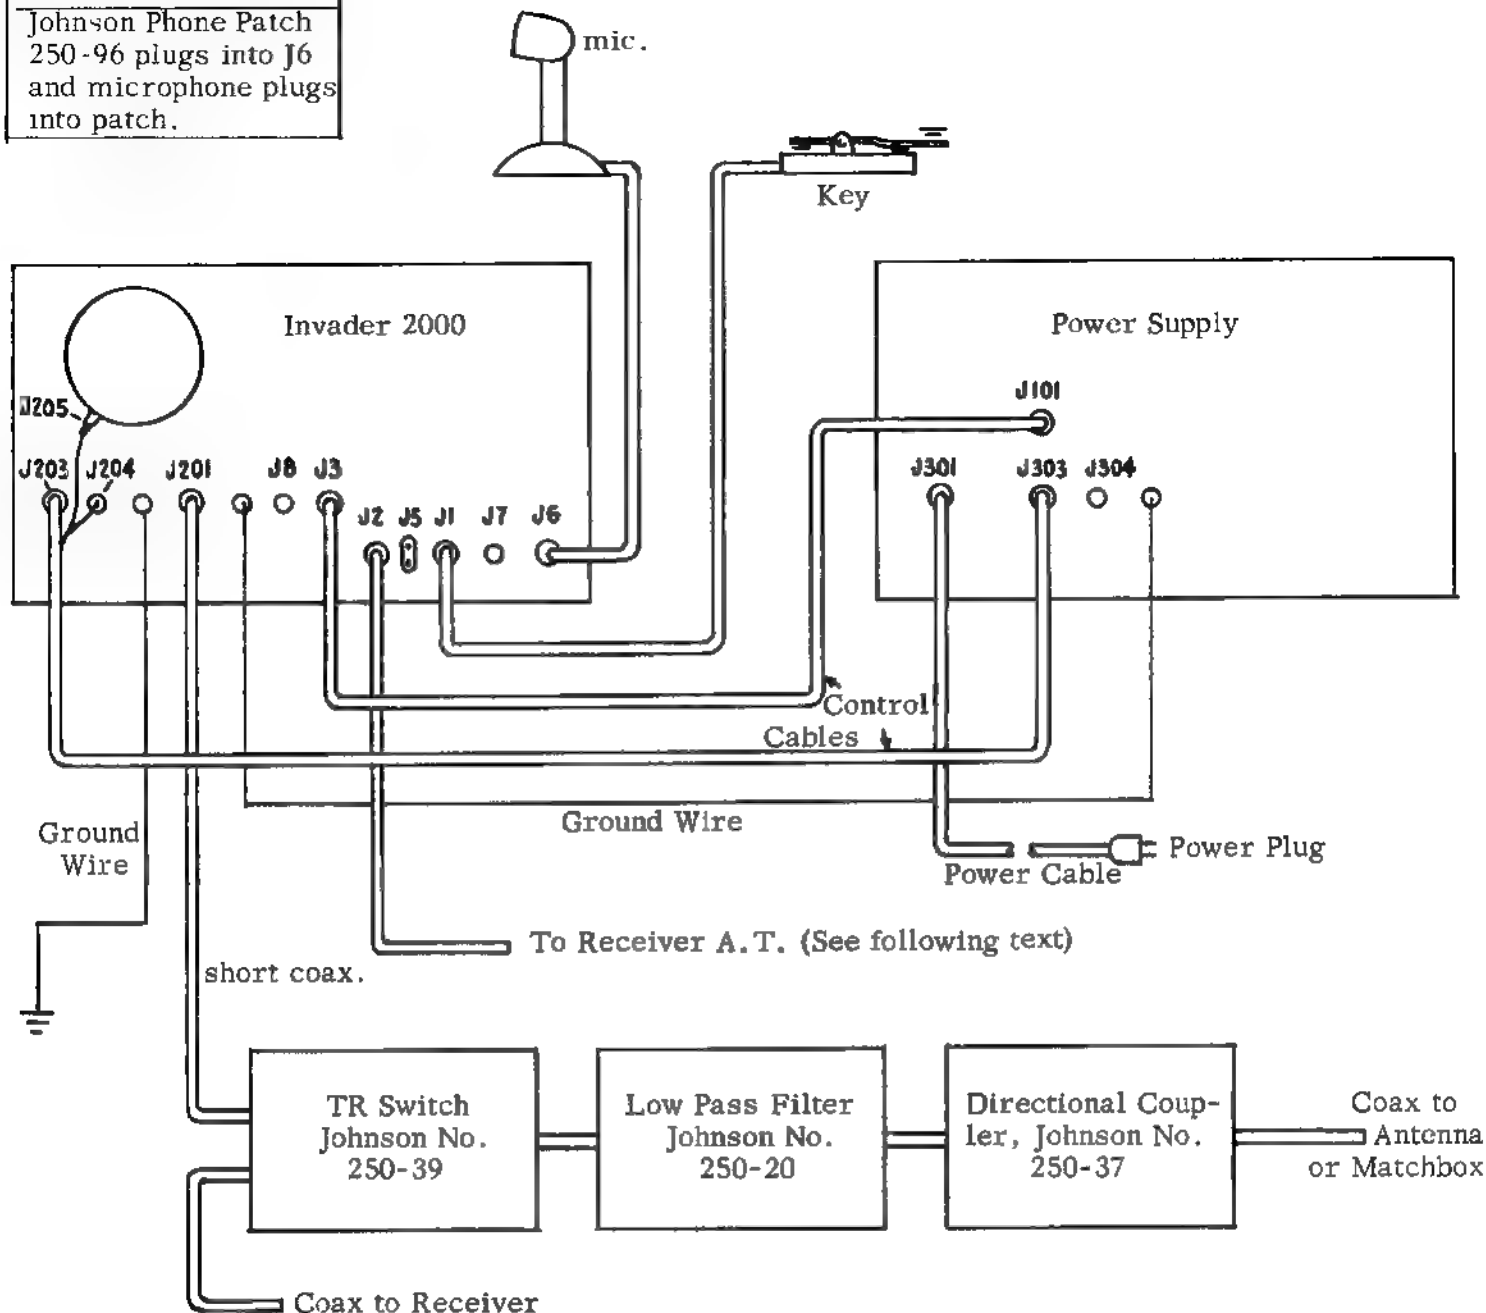 Johnson Phone Patch
250-96 plugs into J6
and microphone plugs
into patch.
mic.
Key
Invader 2000
Power Supply
J205
J101
J203
J204
J201
J8
J3
J301
J303
J304
J2
J5
J1
J7
J6
Control
Cables
Ground Wire
Ground
Wire
Power Plug
Power Cable
To Receiver A.T. (See following text)
short coax.
TR Switch
Johnson No.
250-39
Low Pass Filter
Johnson No.
250-20
Directional Coup-
ler, Johnson No.
250-37
Coax to
Antenna
or Matchbox
Coax to Receiver